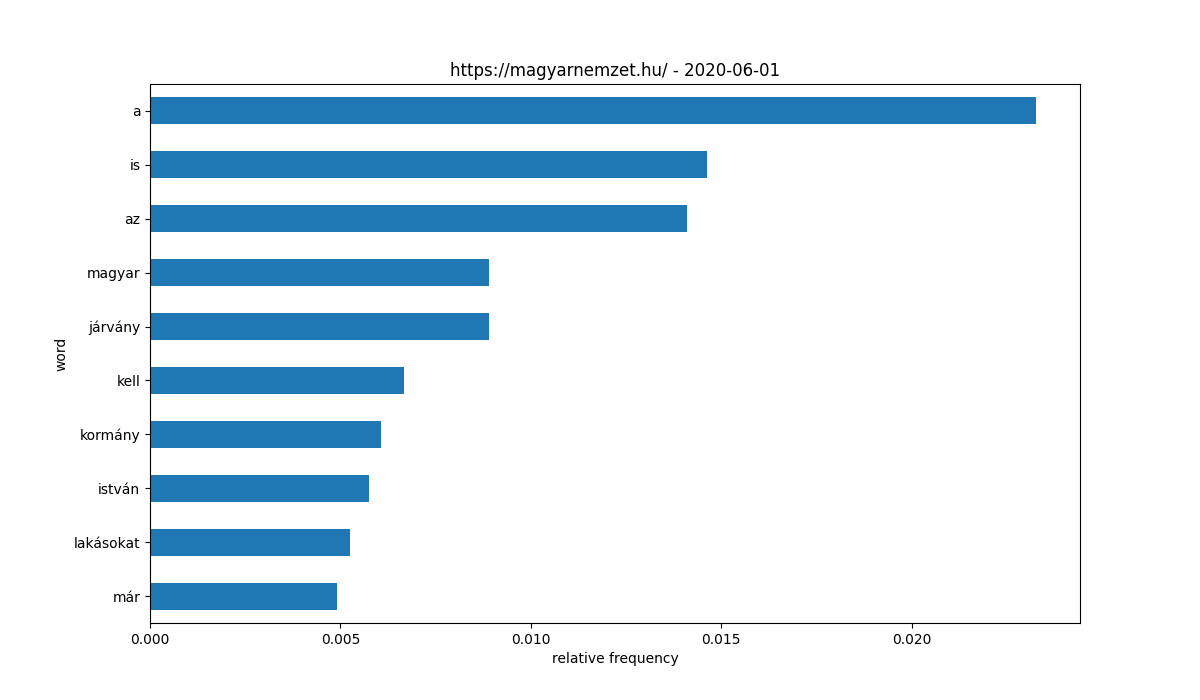 https://magyarnemzet.hu/ - 2020-06-01
a
is
az
magyar
járvány
kell
kormány
istván
lakásokat
már
word
0.000 0.005 0.010 0.015 0.020
relative frequency